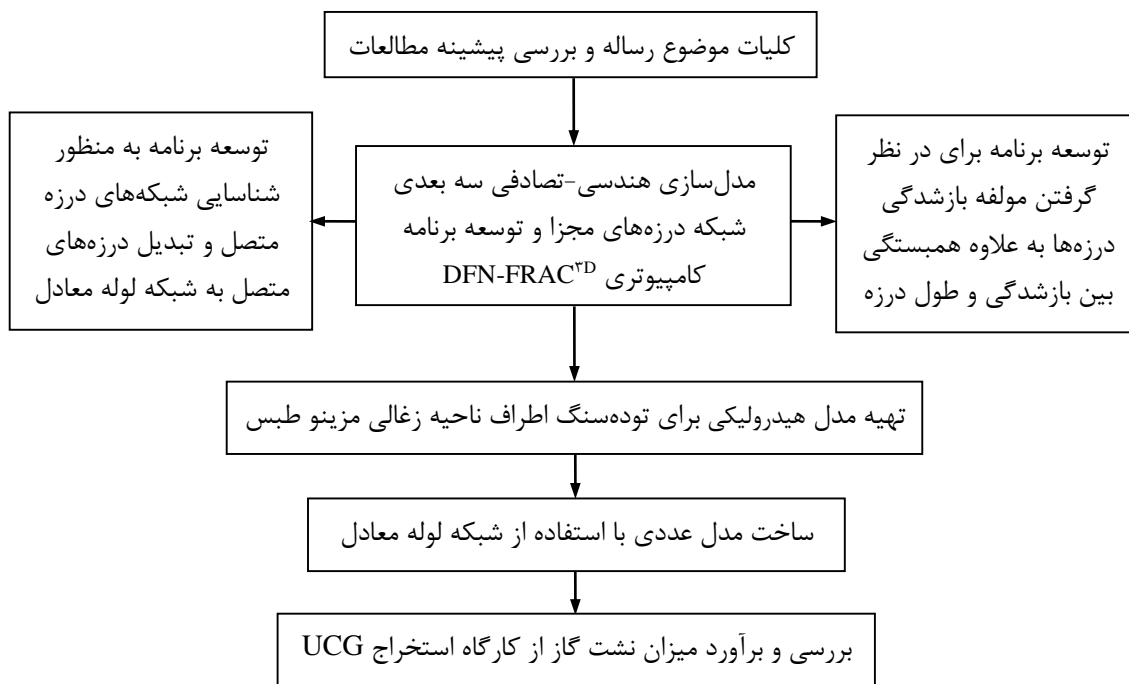 کلیات موضوع رساله و بررسی پیشینه مطالعات
توسعه برنامه برای در نظر
گرفتن مولفه بازشدگی
درزه‌ها به علاوه همبستگی
بین بازشدگی و طول درزه
مدل‌سازی هندسی-تصادفی سه بعدی
شبکه درزه‌های مجزا و توسعه برنامه
کامپیوتری DFN-FRAC۳D
توسعه برنامه به منظور
شناسایی شبکه‌های درزه
متصل و تبدیل درزه‌های
متصل به شبکه لوله معادل
تهیه مدل هیدرولیکی برای توده‌سنگ اطراف ناحیه زغالی مزینو طبس
ساخت مدل عددی با استفاده از شبکه لوله معادل
بررسی و برآورد میزان نشت گاز از کارگاه استخراج UCG